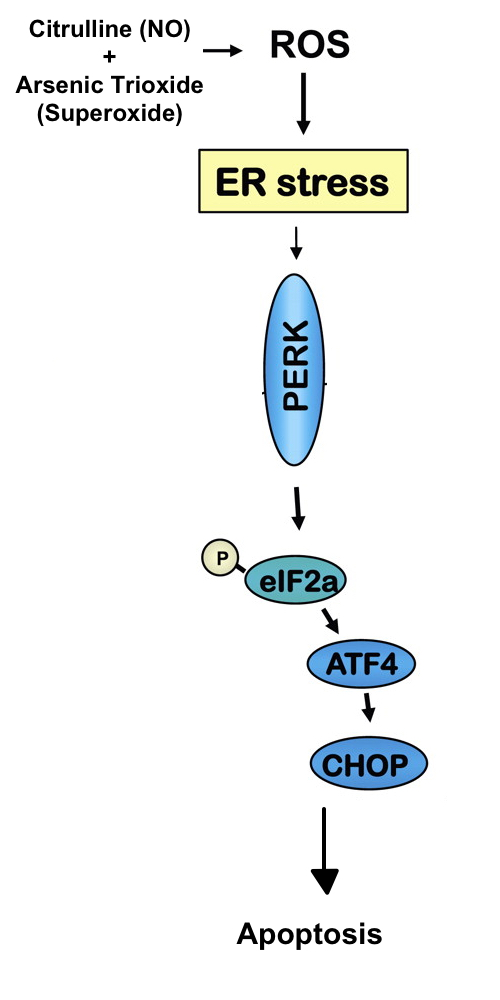 Citrulline (NO)
+
Arsenic Trioxide
(Superoxide)
ROS
ER stress
PERK
P
eIF2a
ATF4
CHOP
Apoptosis